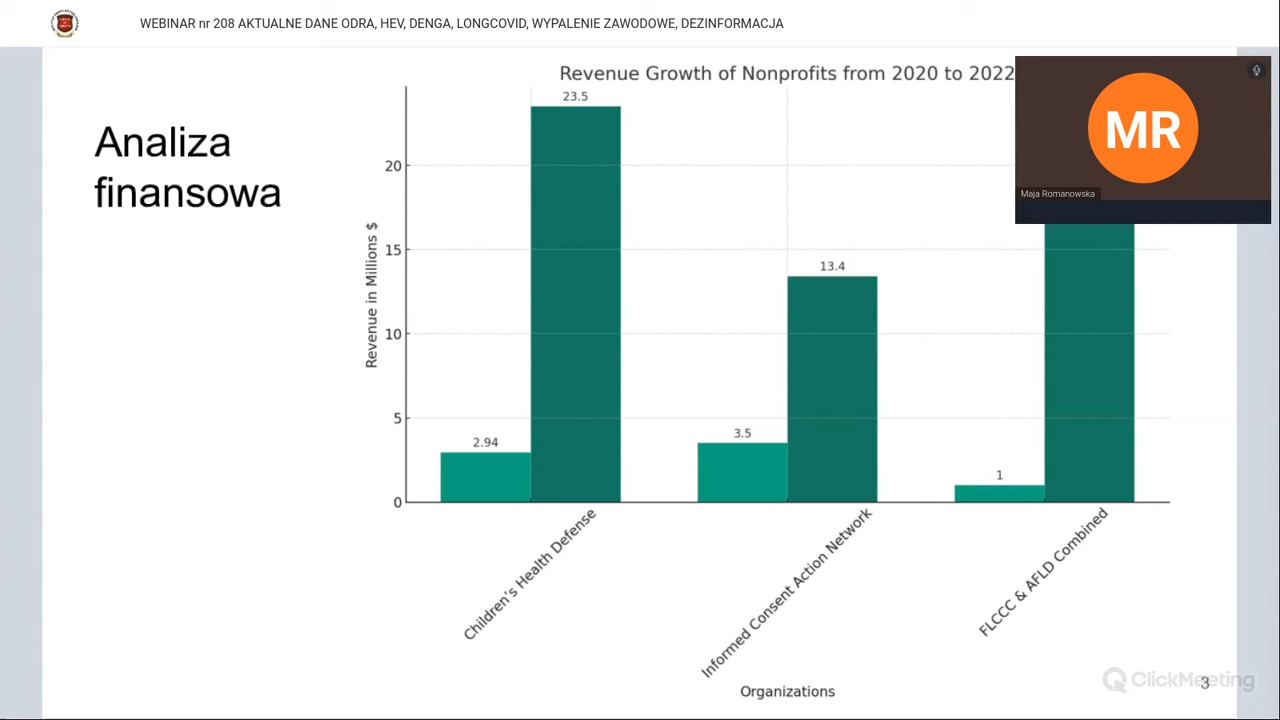 WEBINAR nr 208 AKTUALNE DANE ODRA, HEV, DENGA, LONGCOVID, WYPALENIE ZAWODOWE, DEZINFORMACJA
Analiza
finansowa
Revenue Growth of Nonprofits from 2020 to 2022
MR
Maja Romanowska
Revenue in Millions $
20
15
10
5
0
2.94
23.5
3.5
13.4
1
Children's Health Defense
Informed Consent Action Network
FLCCC & AFLD Combined
Organizations
ClickMeeting
3